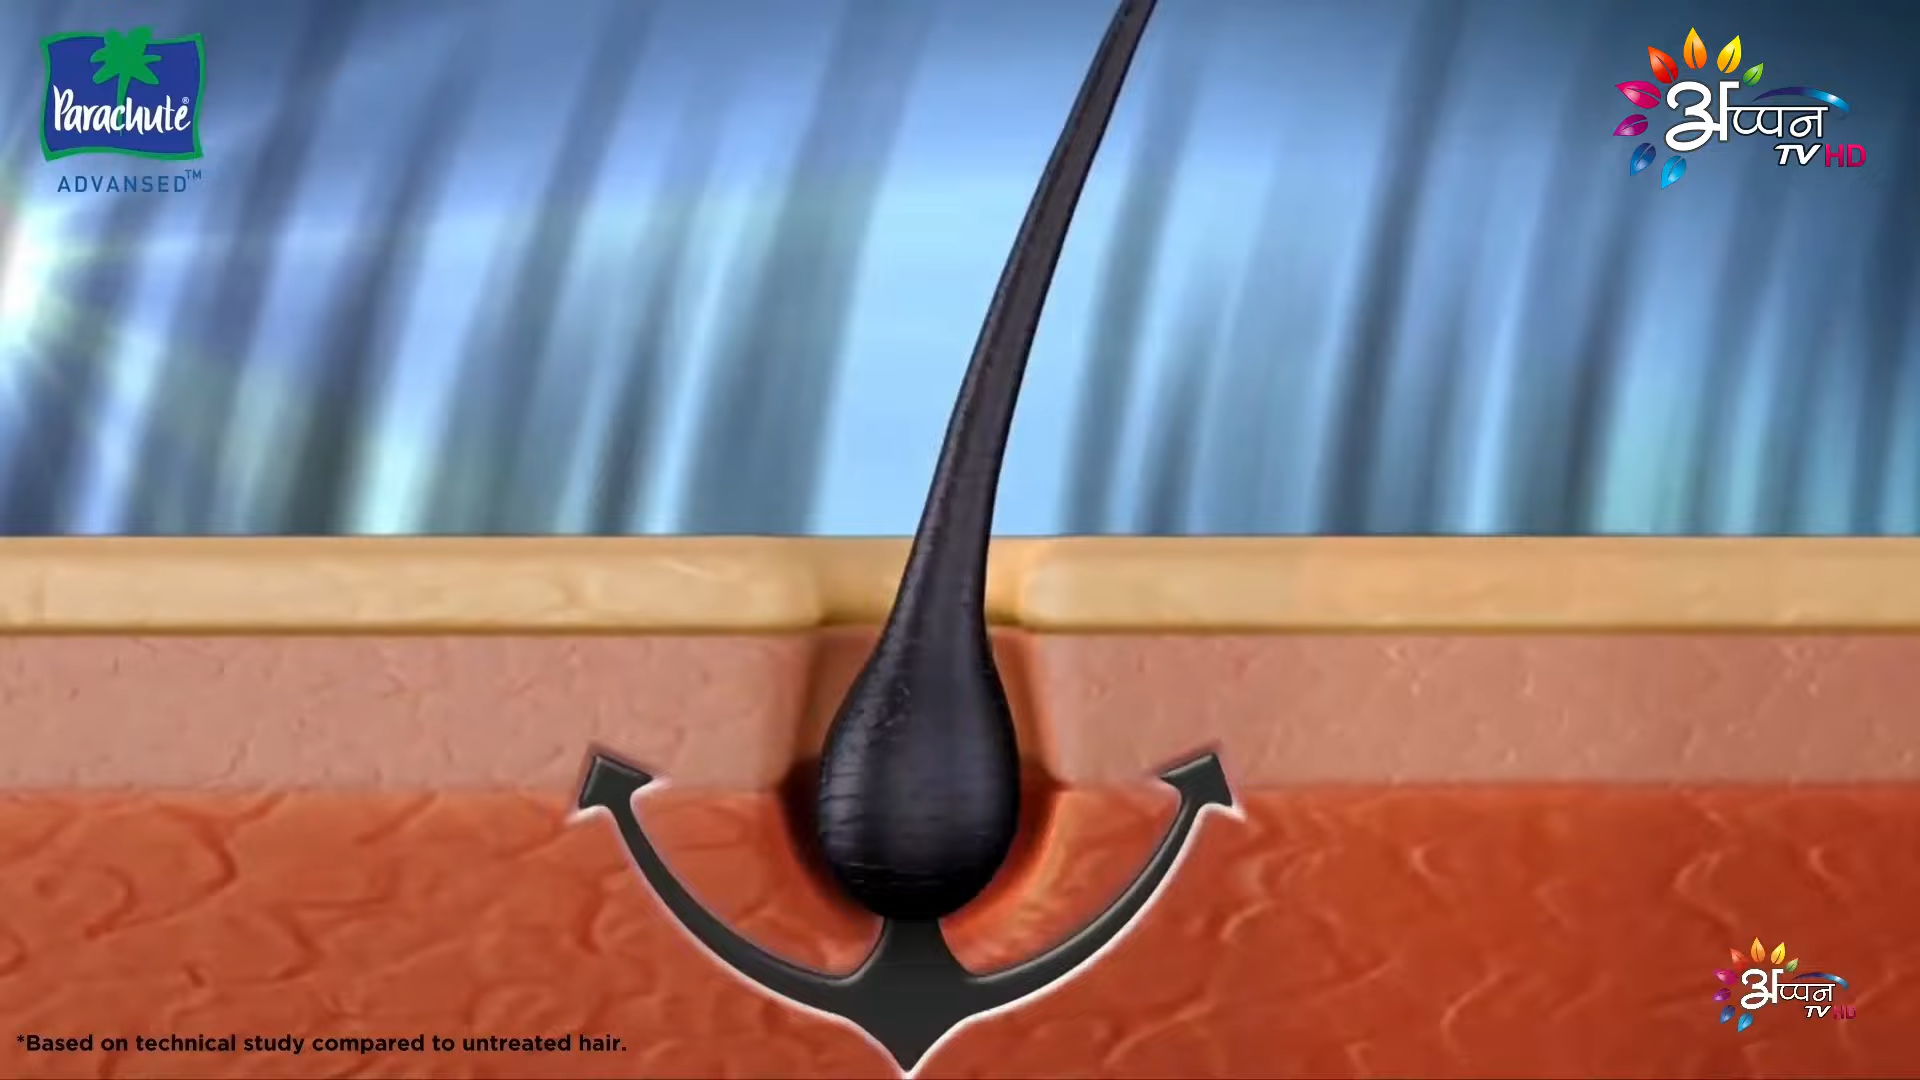 Parachute®
ADVANSED™
अप्पन
TV HD
अप्पन
TV HD
*Based on technical study compared to untreated hair.